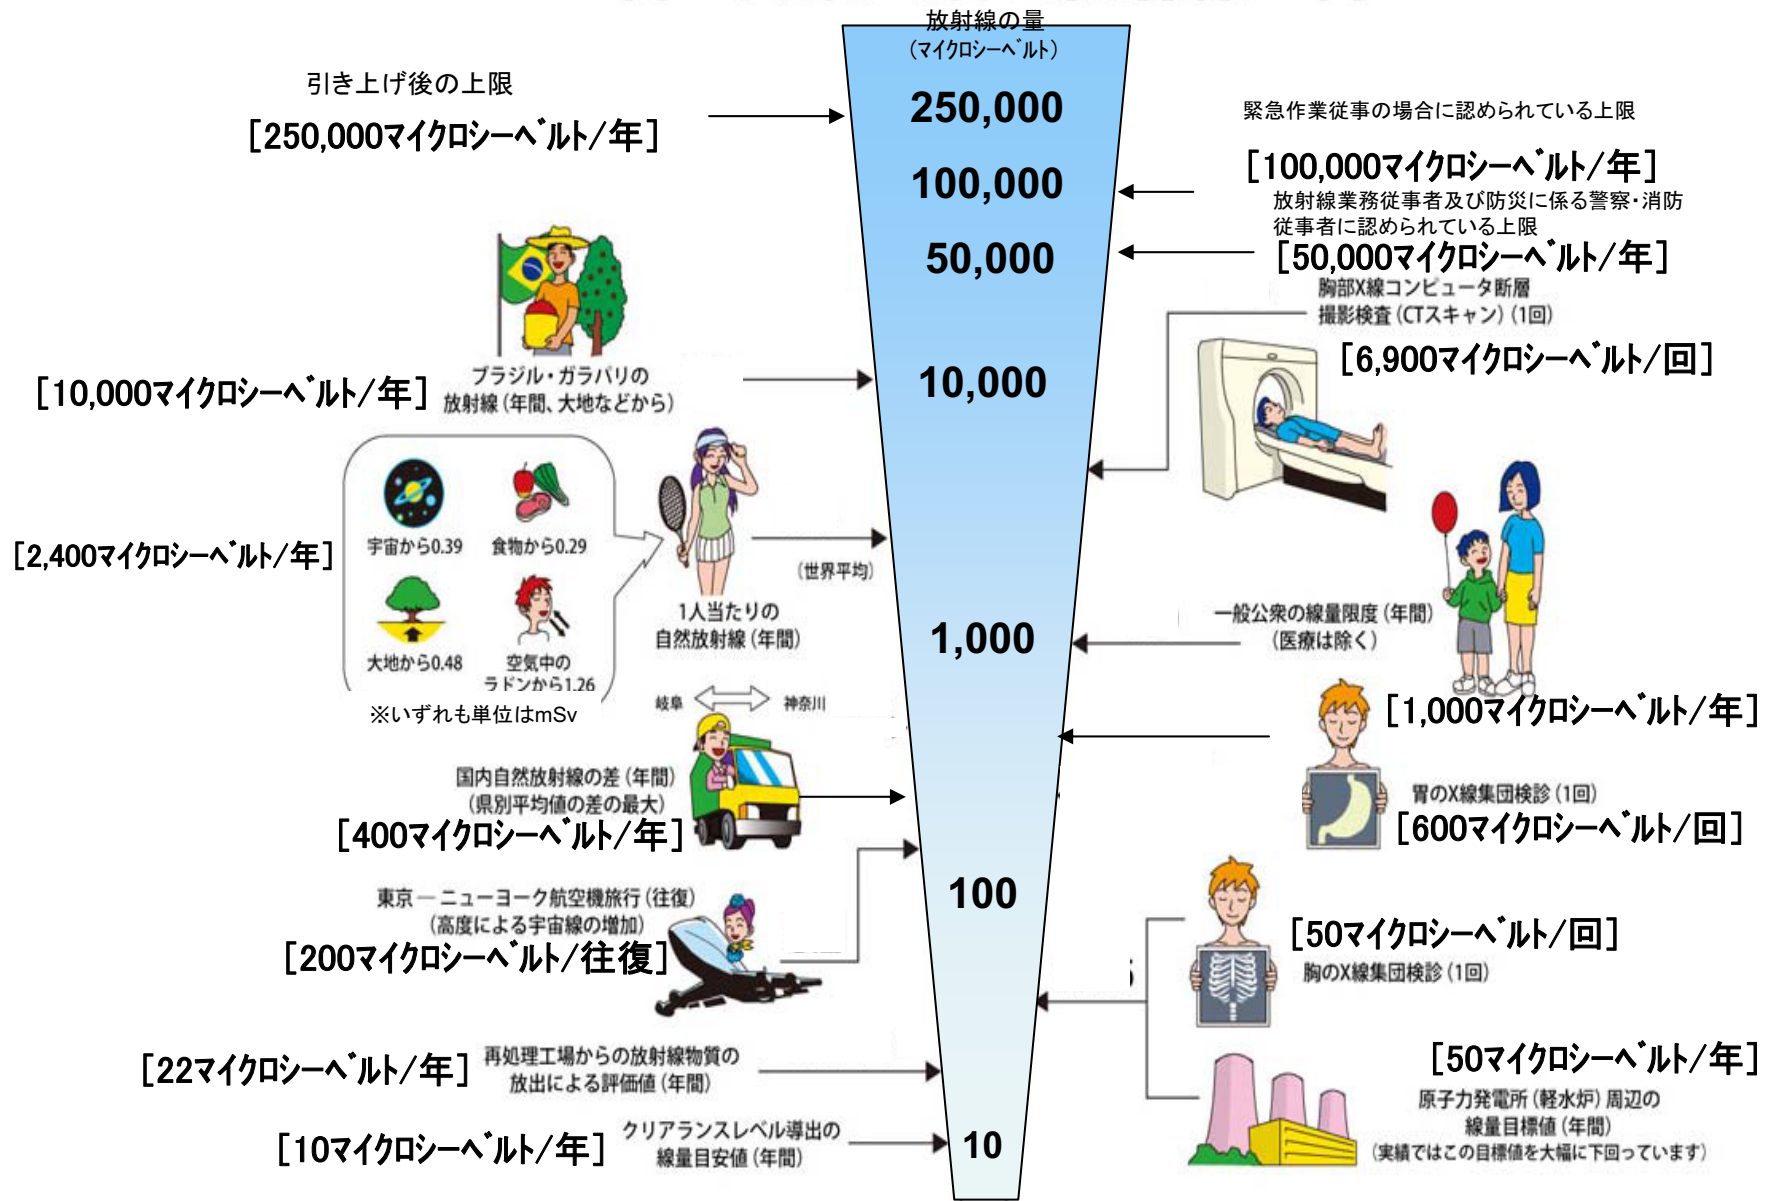 放射線の量
(マイクロシーベルト)
250,000
100,000
50,000
10,000
1,000
100
10
引き上げ後の上限
[250,000マイクロシーベルト/年]
ブラジル・ガラパリの
放射線(年間、大地などから)
[10,000マイクロシーベルト/年]
宇宙から0.39
食物から0.29
大地から0.48
空気中の
ラドンから1.26
※いずれも単位はmSv
[2,400マイクロシーベルト/年]
(世界平均)
1人当たりの
自然放射線(年間)
岐阜
神奈川
国内自然放射線の差(年間)
(県別平均値の差の最大)
[400マイクロシーベルト/年]
東京―ニューヨーク航空機旅行(往復)
(高度による宇宙線の増加)
[200マイクロシーベルト/往復]
[22マイクロシーベルト/年]
再処理工場からの放射線物質の
放出による評価値(年間)
[10マイクロシーベルト/年]
クリアランスレベル導出の
線量目安値(年間)
緊急作業従事の場合に認められている上限
[100,000マイクロシーベルト/年]
放射線業務従事者及び防災に係る警察・消防
従事者に認められている上限
[50,000マイクロシーベルト/年]
胸部X線コンピュータ断層
撮影検査(CTスキャン)(1回)
[6,900マイクロシーベルト/回]
一般公衆の線量限度(年間)
(医療は除く)
[1,000マイクロシーベルト/年]
胃のX線集団検診(1回)
[600マイクロシーベルト/回]
[50マイクロシーベルト/回]
胸のX線集団検診(1回)
[50マイクロシーベルト/年]
原子力発電所(軽水炉)周辺の
線量目標値(年間)
(実績ではこの目標値を大幅に下回っています)